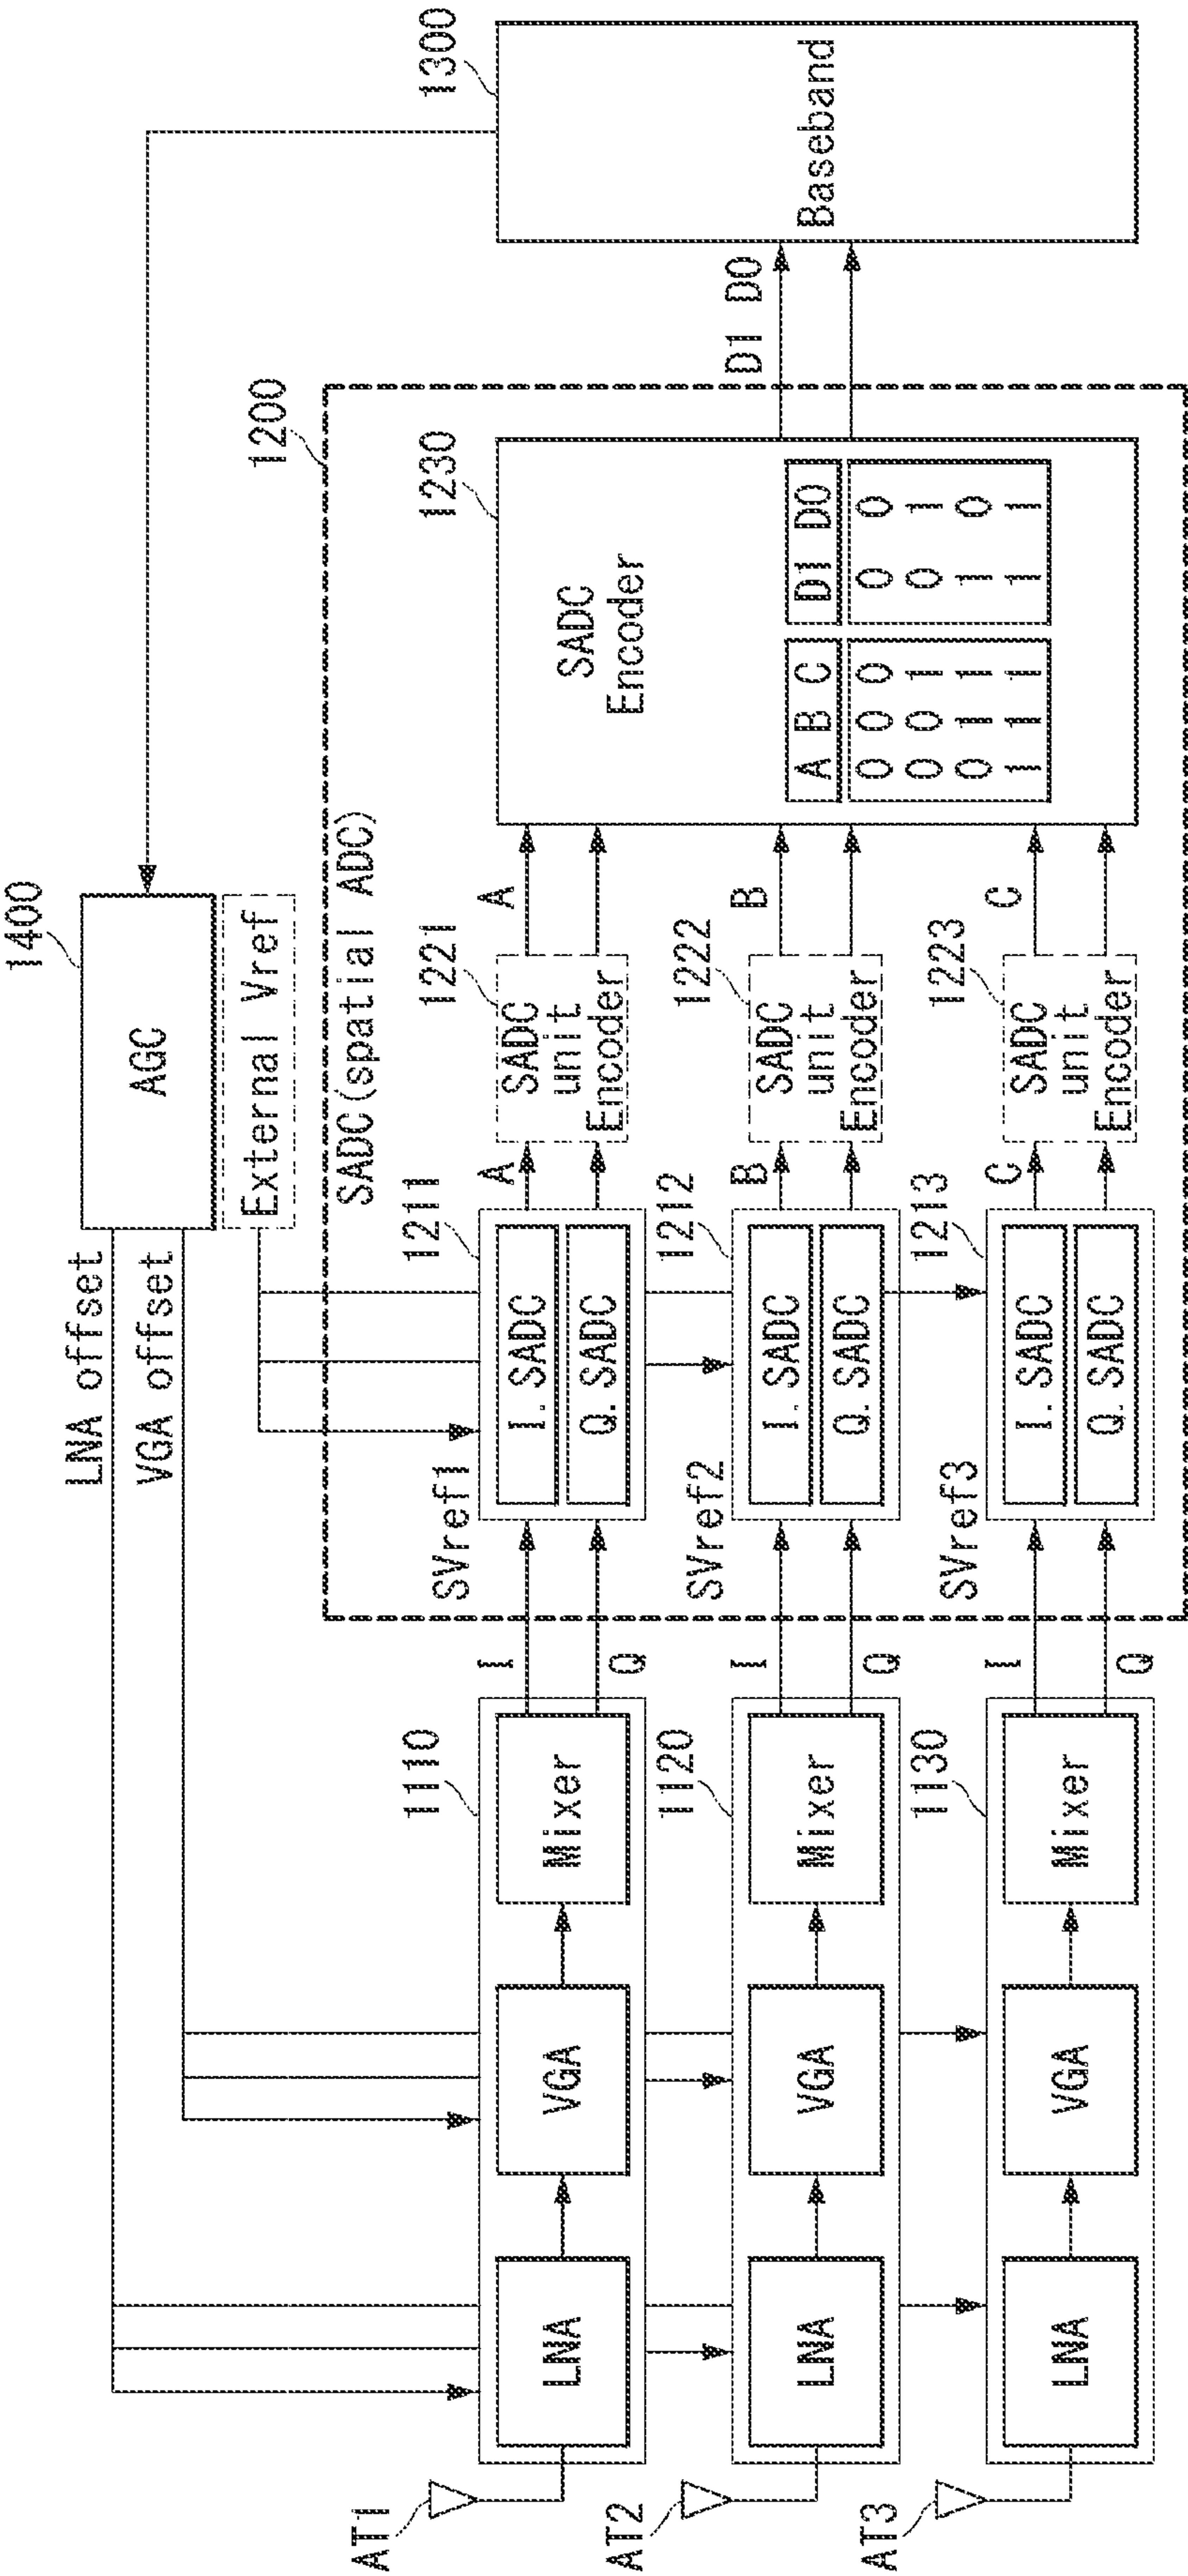 1400
AGC
External Vref
LNA offset
VGA offset
1200
SADC(spatial ADC)
1300
Baseband
AT1
1110
LNA
VGA
Mixer
I
Q
SVref1
1211
I.SADC
Q.SADC
A
1221
SADC
unit
Encoder
A
AT2
1120
LNA
VGA
Mixer
I
Q
SVref2
1212
I.SADC
Q.SADC
B
1222
SADC
unit
Encoder
B
AT3
1130
LNA
VGA
Mixer
I
Q
SVref3
1213
I.SADC
Q.SADC
C
1223
SADC
unit
Encoder
C
1230
SADC
Encoder
A B C D1 D0
0 0 0 0 0
0 0 1 0 1
0 1 1 1 0
1 1 1 1 1
D1 D0